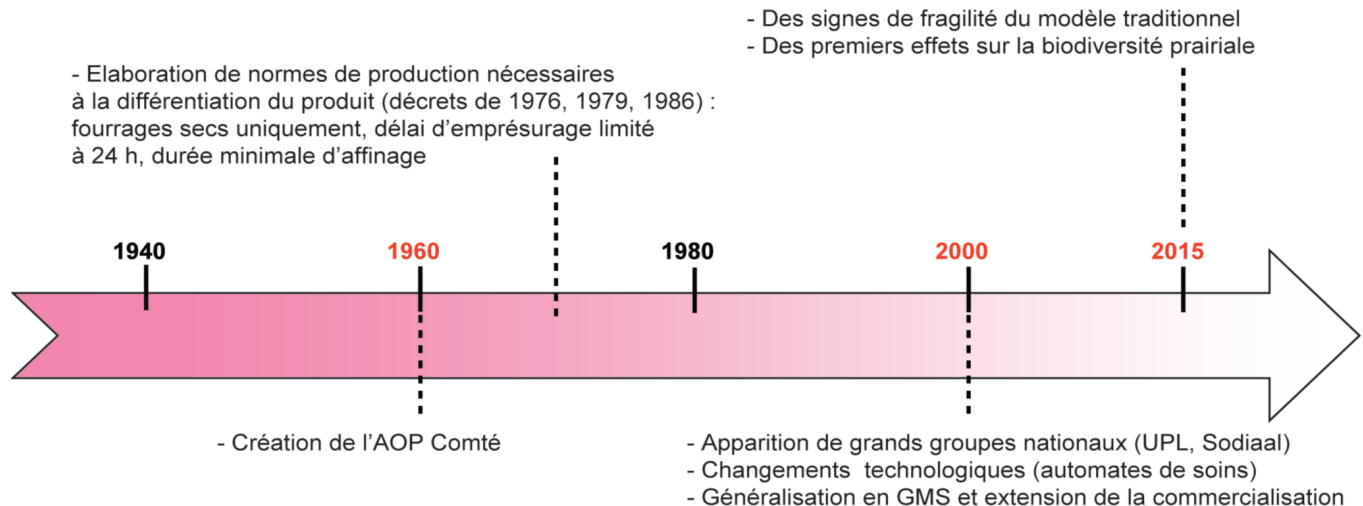 - Des signes de fragilité du modèle traditionnel
- Des premiers effets sur la biodiversité prairiale
- Elaboration de normes de production nécessaires
à la différentiation du produit (décrets de 1976, 1979, 1986) :
fourrages secs uniquement, délai d’emprésurage limité
à 24 h, durée minimale d’affinage
1940
1960
1980
2000
2015
- Création de l’AOP Comté
- Apparition de grands groupes nationaux (UPL, Sodiaal)
- Changements technologiques (automates de soins)
- Généralisation en GMS et extension de la commercialisation